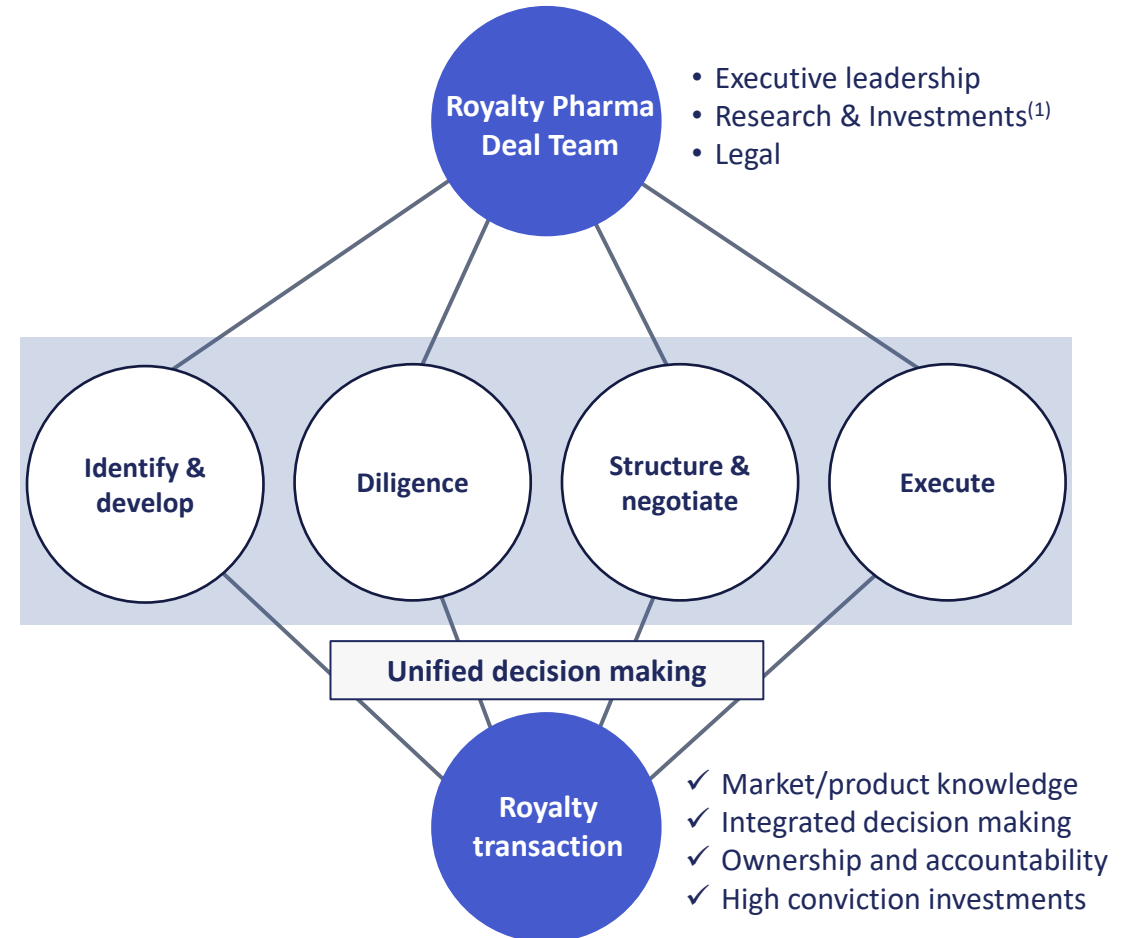 Royalty Pharma
Deal Team
• Executive leadership
• Research & Investments(1)
• Legal
Identify &
develop
Diligence
Structure &
negotiate
Execute
Unified decision making
Royalty
transaction
✓ Market/product knowledge
✓ Integrated decision making
✓ Ownership and accountability
✓ High conviction investments